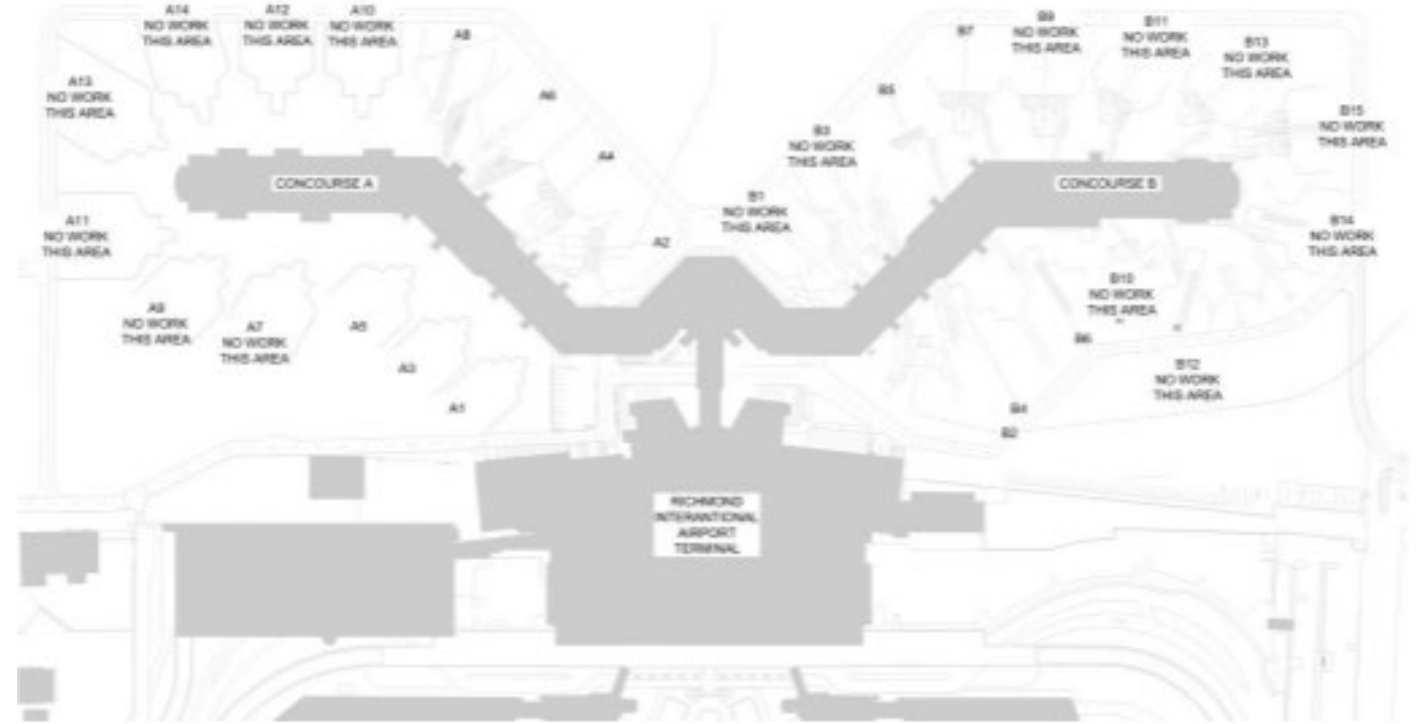 A14
NO WORK
THIS AREA
A12
NO WORK
THIS AREA
A10
NO WORK
THIS AREA
A8
B7
B9
NO WORK
THIS AREA
B11
NO WORK
THIS AREA
B13
NO WORK
THIS AREA
A13
NO WORK
THIS AREA
A6
B5
B15
NO WORK
THIS AREA
A4
B3
NO WORK
THIS AREA
CONCOURSE A
CONCOURSE B
A11
NO WORK
THIS AREA
A2
B1
NO WORK
THIS AREA
B14
NO WORK
THIS AREA
A9
NO WORK
THIS AREA
A7
NO WORK
THIS AREA
A5
B10
NO WORK
THIS AREA
B6
A3
B12
NO WORK
THIS AREA
A1
B4
B2
RICHMOND
INTERANTIONAL
AIRPORT
TERMINAL